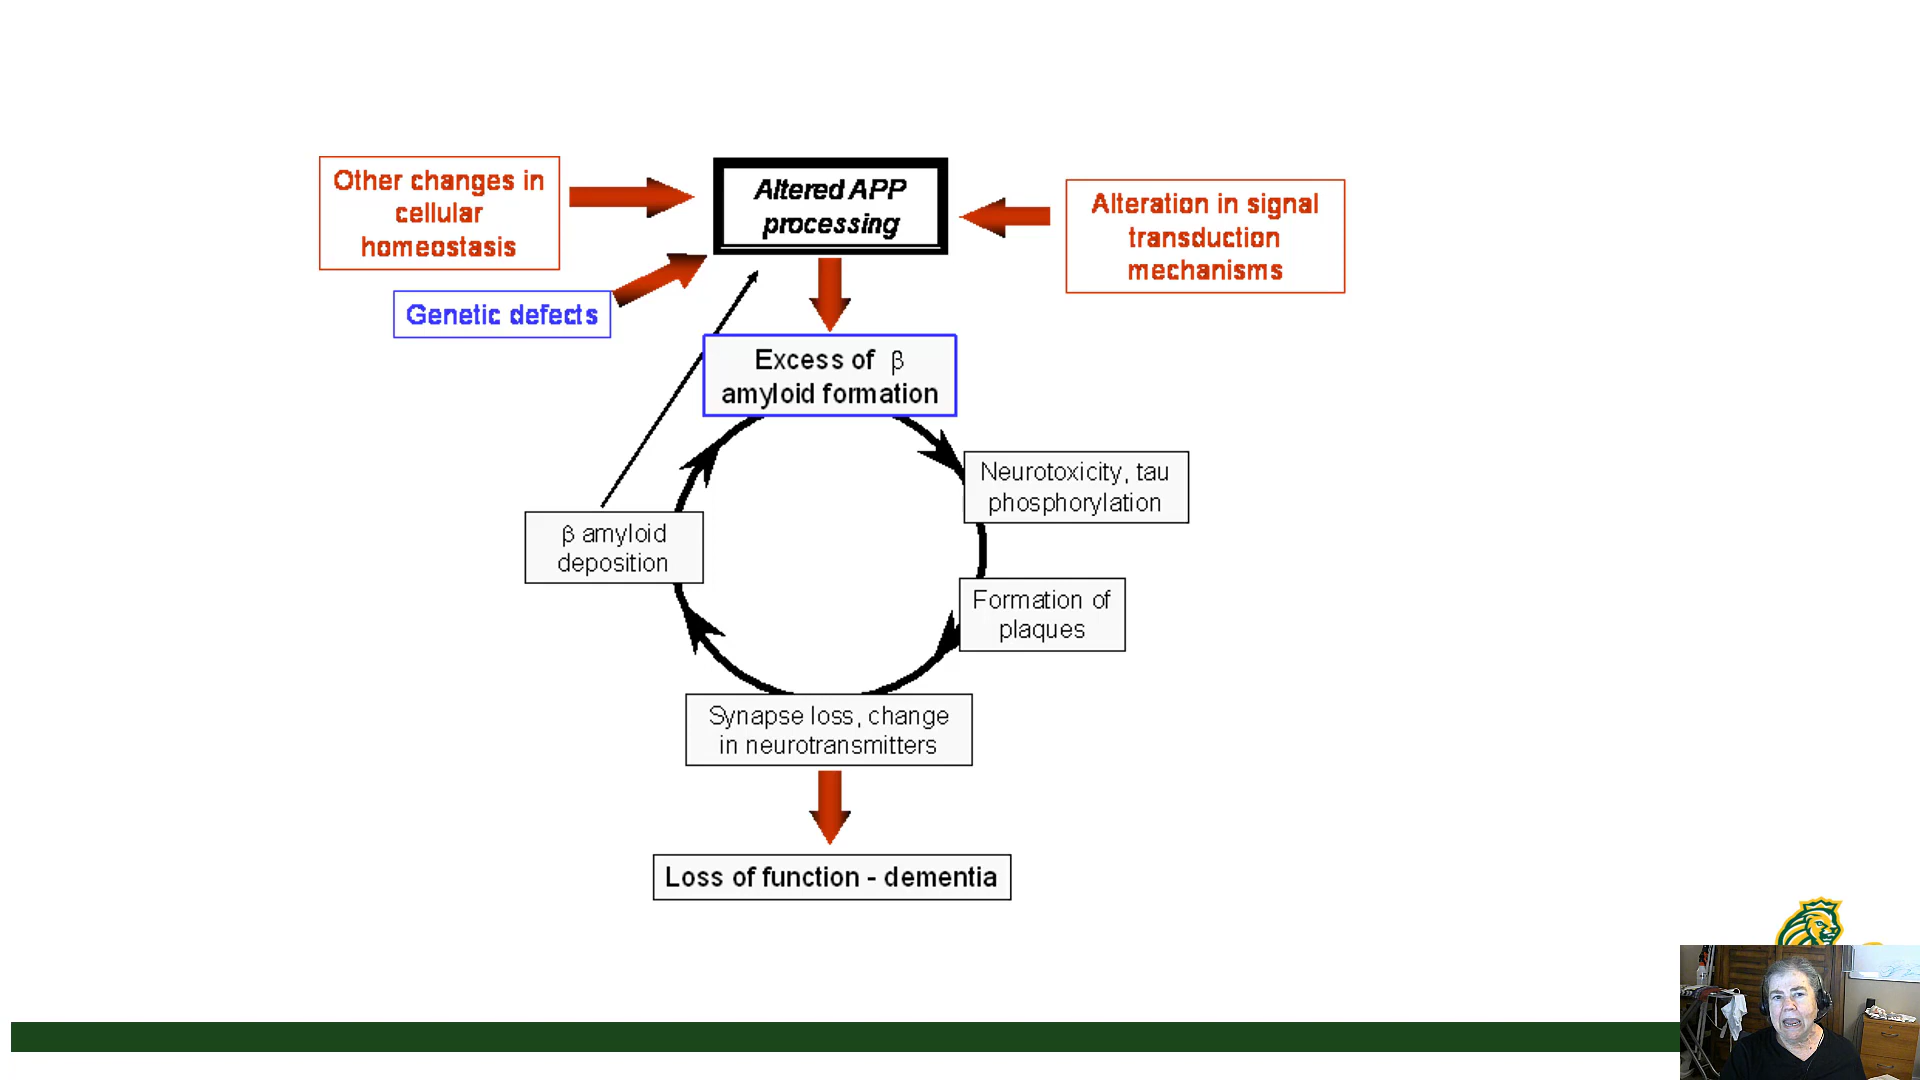 Other changes in
cellular
homeostasis
Altered APP
processing
Alteration in signal
transduction
mechanisms
Genetic defects
Excess of β
amyloid formation
Neurotoxicity, tau
phosphorylation
β amyloid
deposition
Formation of
plaques
Synapse loss, change
in neurotransmitters
Loss of function - dementia